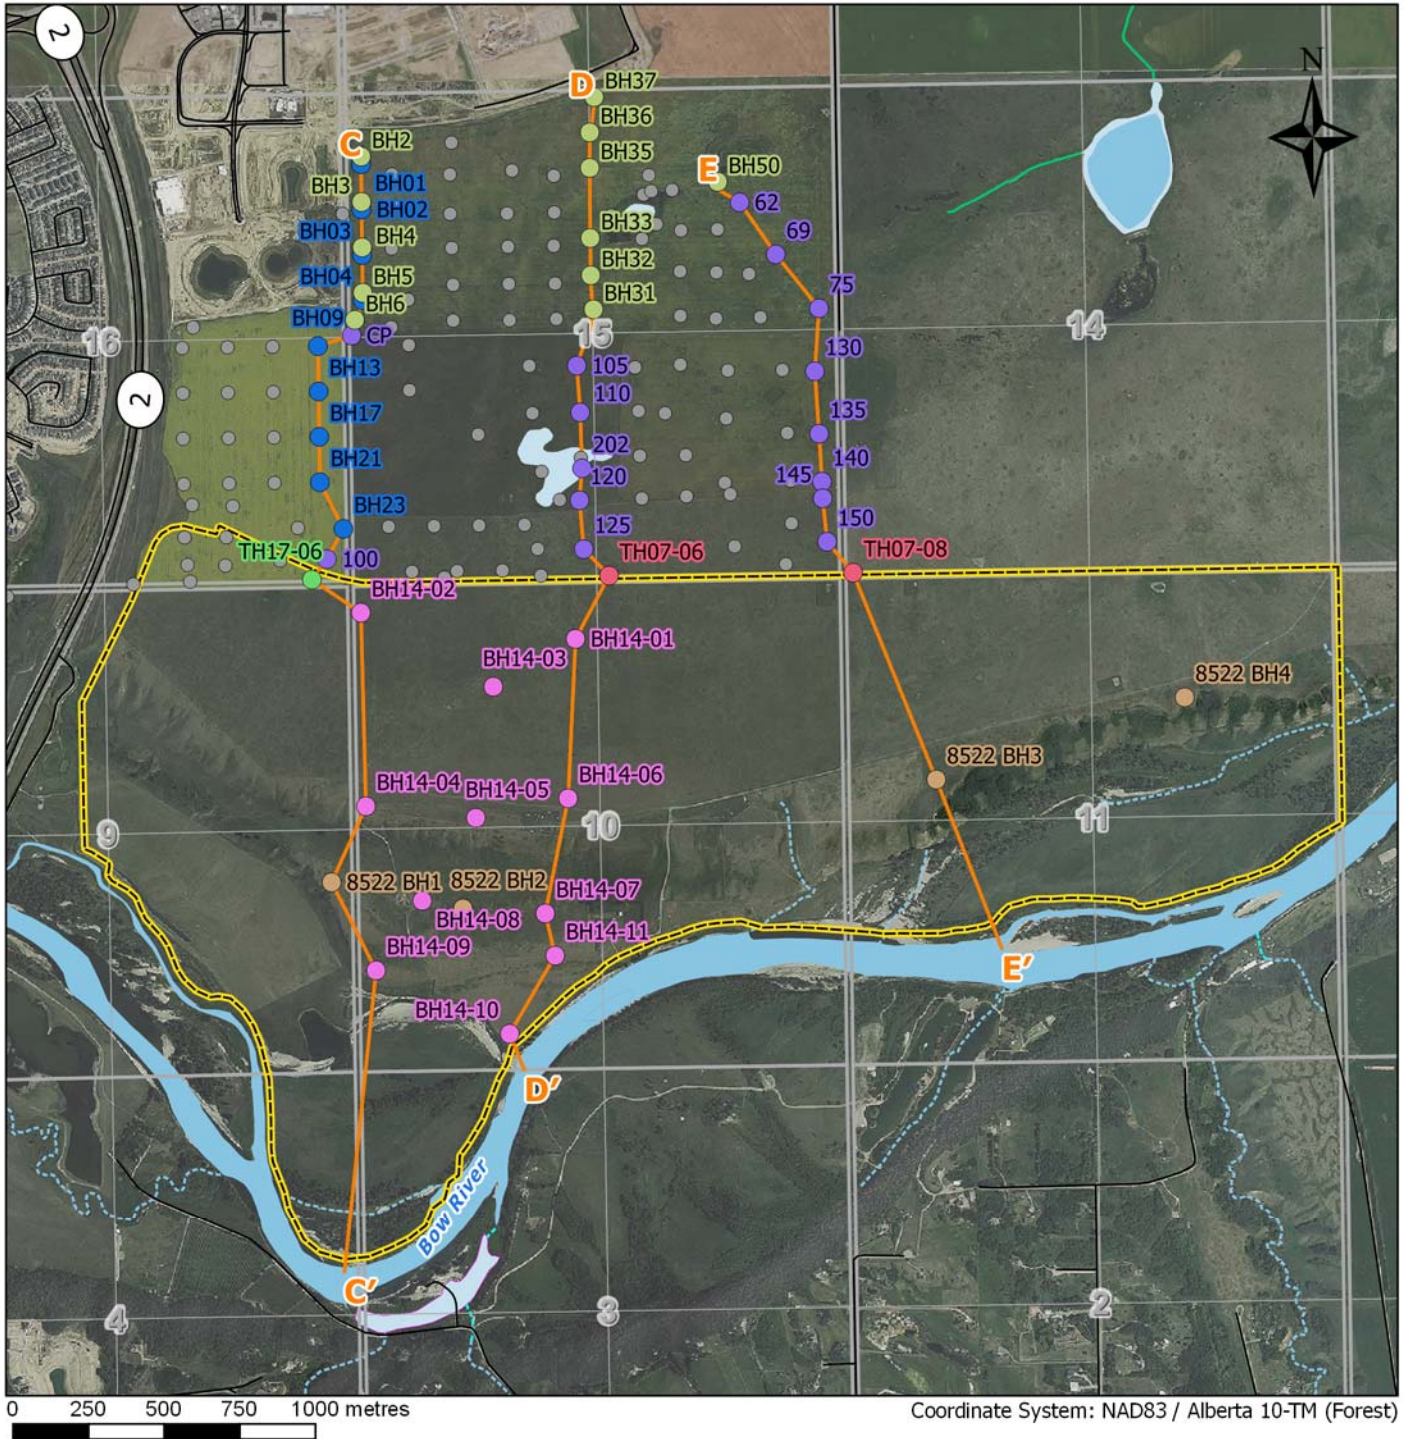 2
N
D
BH37
BH36
C
BH2
BH35
E
BH50
BH3
BH01
62
BH02
BH03
BH4
BH33
69
BH04
BH5
BH32
75
BH6
BH31
BH09
CP
16
15
14
130
BH13
105
2
110
135
BH17
202
140
BH21
120
145
BH23
125
150
TH17-06
100
TH07-06
TH07-08
BH14-02
BH14-01
BH14-03
8522 BH4
8522 BH3
BH14-04
BH14-05
BH14-06
9
10
11
8522 BH1
8522 BH2
BH14-07
BH14-08
BH14-11
BH14-09
E′
BH14-10
D′
Bow River
C′
4
3
2
0 250 500 750 1000 metres
Coordinate System: NAD83 / Alberta 10-TM (Forest)